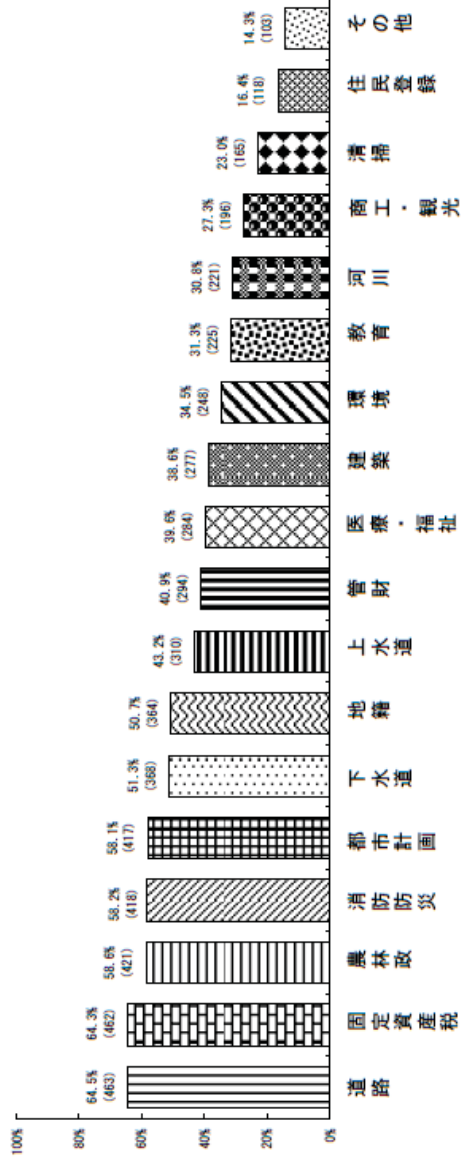 100%
80%
60%
40%
20%
0%
64.5%
(463)
64.3%
(462)
58.6%
(421)
58.2%
(418)
58.1%
(417)
51.3%
(368)
50.7%
(364)
43.2%
(310)
40.9%
(294)
39.6%
(284)
38.6%
(277)
34.5%
(248)
31.3%
(225)
30.8%
(221)
27.3%
(196)
23.0%
(165)
16.4%
(118)
14.3%
(103)
道路
固定資産税
農林政
消防防災
都市計画
下水道
地籍
上水道
管財
医療・福祉
建築
環境
教育
河川
商工・観光
清掃
住民登録
その他